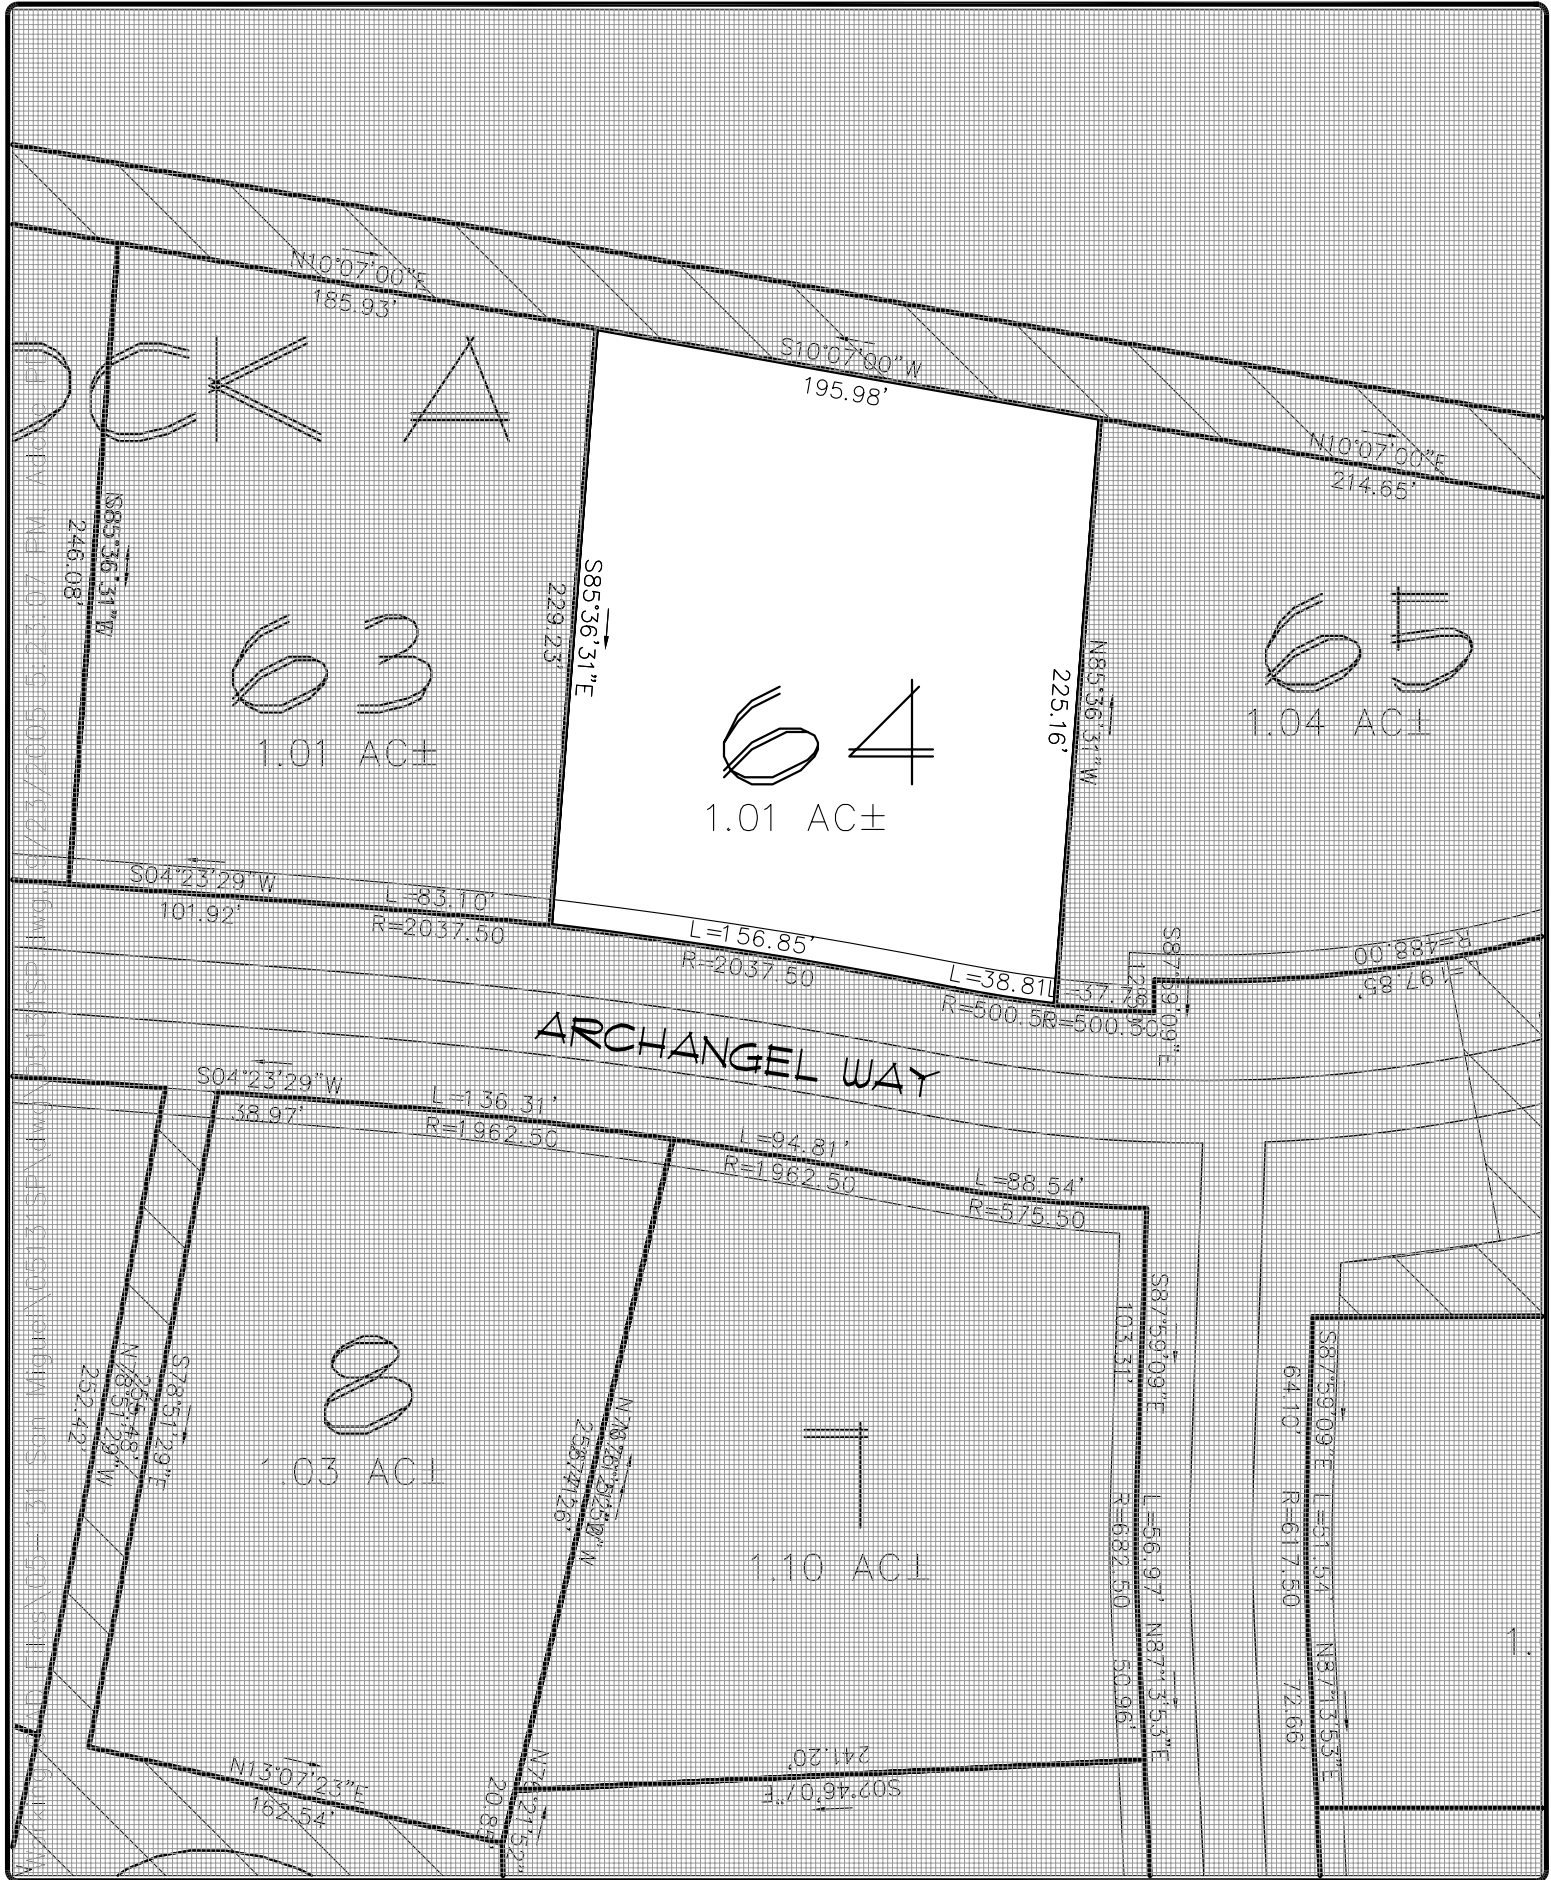 N10°07'00"E
185.93'
S10°07'00"W
195.98'
N10°07'00"E
214.65'
OCK A
S85°36'31"W
246.08'
S85°36'31"E
229.23'
N85°36'31"W
225.16'
63
1.01 AC±
64
1.01 AC±
65
1.04 AC±
S04°23'29"W
101.92'
L=83.10'
R=2037.50
L=156.85'
R=2037.50
L=38.81'
R=500.50
R=500.50
S87°59'09"E
L=197.85'
R=488.00
ARCHANGEL WAY
S04°23'29"W
38.97'
L=136.31'
R=1962.50
L=94.81'
R=1962.50
L=88.54'
R=575.50
S87°59'09"E
103.31'
S87°59'09"E
64.10'
N78°51'29"W
252.42'
S78°51'29"E
8
1.03 AC±
7
1.10 AC±
L=56.97'
R=682.50
L=51.54'
R=617.50
N87°13'53"E
50.96'
N87°13'53"E
72.66'
1.
N13°07'23"E
162.54'
241.20'
S02°46'07"E